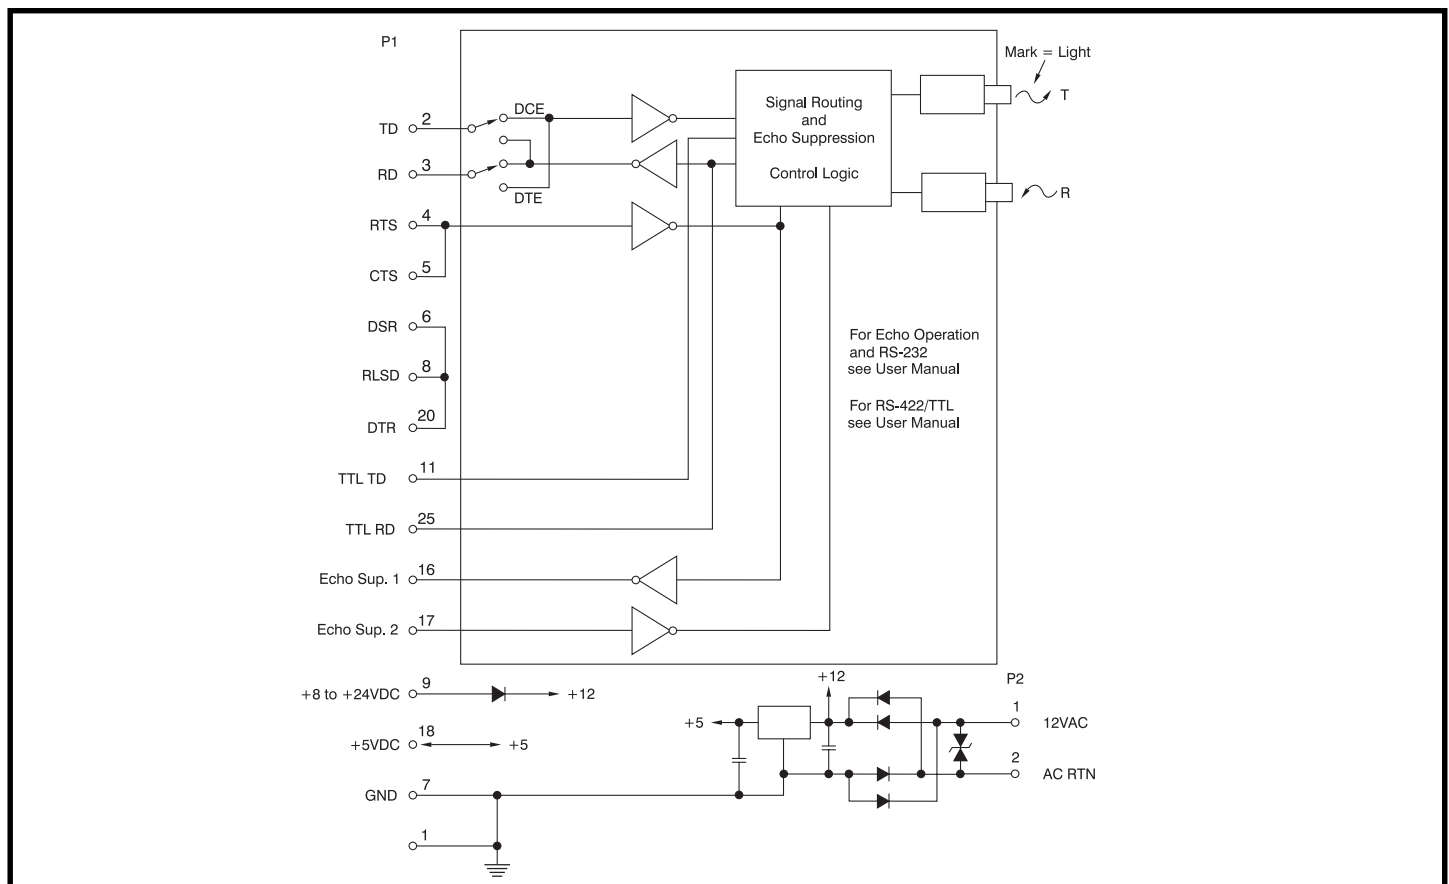 P1
Mark = Light
T
Signal Routing
and
Echo Suppression
Control Logic
R
DCE
DTE
TD 2
RD 3
RTS 4
CTS 5
DSR 6
RLSD 8
DTR 20
TTL TD 11
TTL RD 25
Echo Sup. 1 16
Echo Sup. 2 17
For Echo Operation
and RS-232
see User Manual
For RS-422/TTL
see User Manual
+8 to +24VDC 9 +12
+5VDC 18 +5
GND 7
1
+12
+5
P2
1 12VAC
2 AC RTN